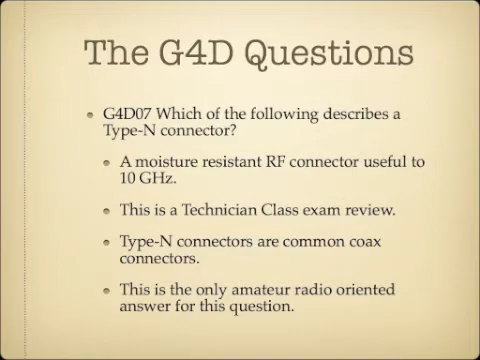 The G4D Questions
G4D07 Which of the following describes a
Type-N connector?
A moisture resistant RF connector useful to
10 GHz.
This is a Technician Class exam review.
Type-N connectors are common coax
connectors.
This is the only amateur radio oriented
answer for this question.